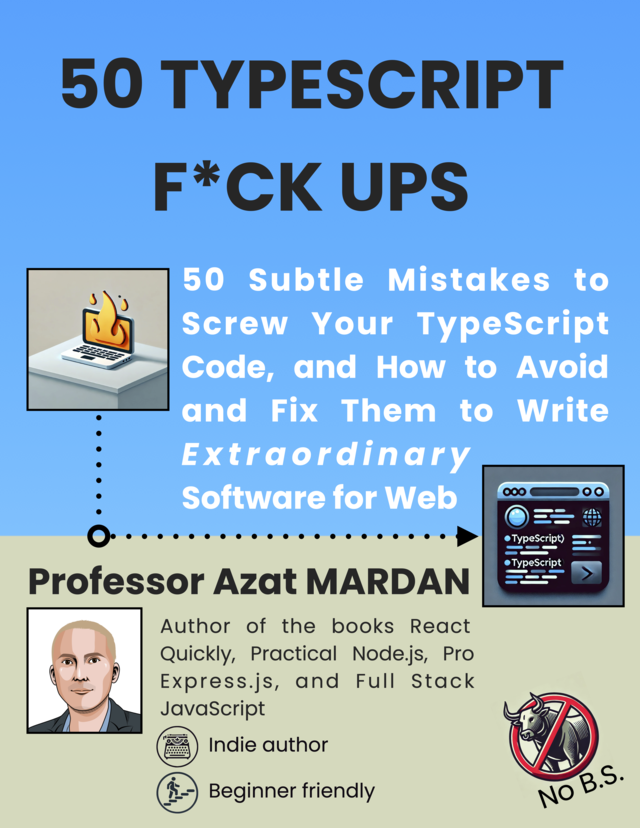 50 TYPESCRIPT
F*CK UPS
50 Subtle Mistakes to
Screw Your TypeScript
Code, and How to Avoid
and Fix Them to Write
Extraordinary
Software for Web
TypeScript)
TypeScript
Professor Azat MARDAN
Author of the books React
Quickly, Practical Node.js, Pro
Express.js, and Full Stack
JavaScript
Indie author
Beginner friendly
No B.S.